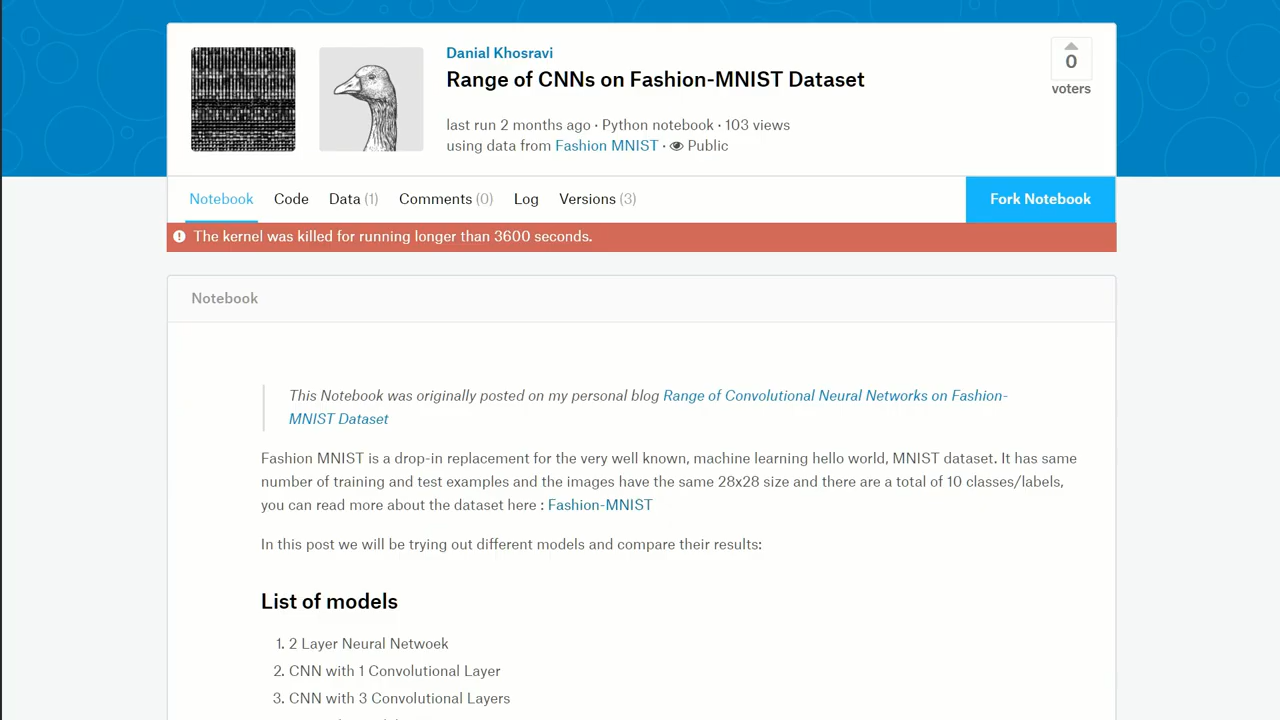 Danial Khosravi
Range of CNNs on Fashion-MNIST Dataset
0
voters
last run 2 months ago · Python notebook · 103 views
using data from Fashion MNIST · Public
Notebook Code Data (1) Comments (0) Log Versions (3) Fork Notebook
The kernel was killed for running longer than 3600 seconds.
Notebook
This Notebook was originally posted on my personal blog Range of Convolutional Neural Networks on Fashion-
MNIST Dataset
Fashion MNIST is a drop-in replacement for the very well known, machine learning hello world, MNIST dataset. It has same
number of training and test examples and the images have the same 28x28 size and there are a total of 10 classes/labels,
you can read more about the dataset here : Fashion-MNIST
In this post we will be trying out different models and compare their results:
List of models
1. 2 Layer Neural Netwoek
2. CNN with 1 Convolutional Layer
3. CNN with 3 Convolutional Layers